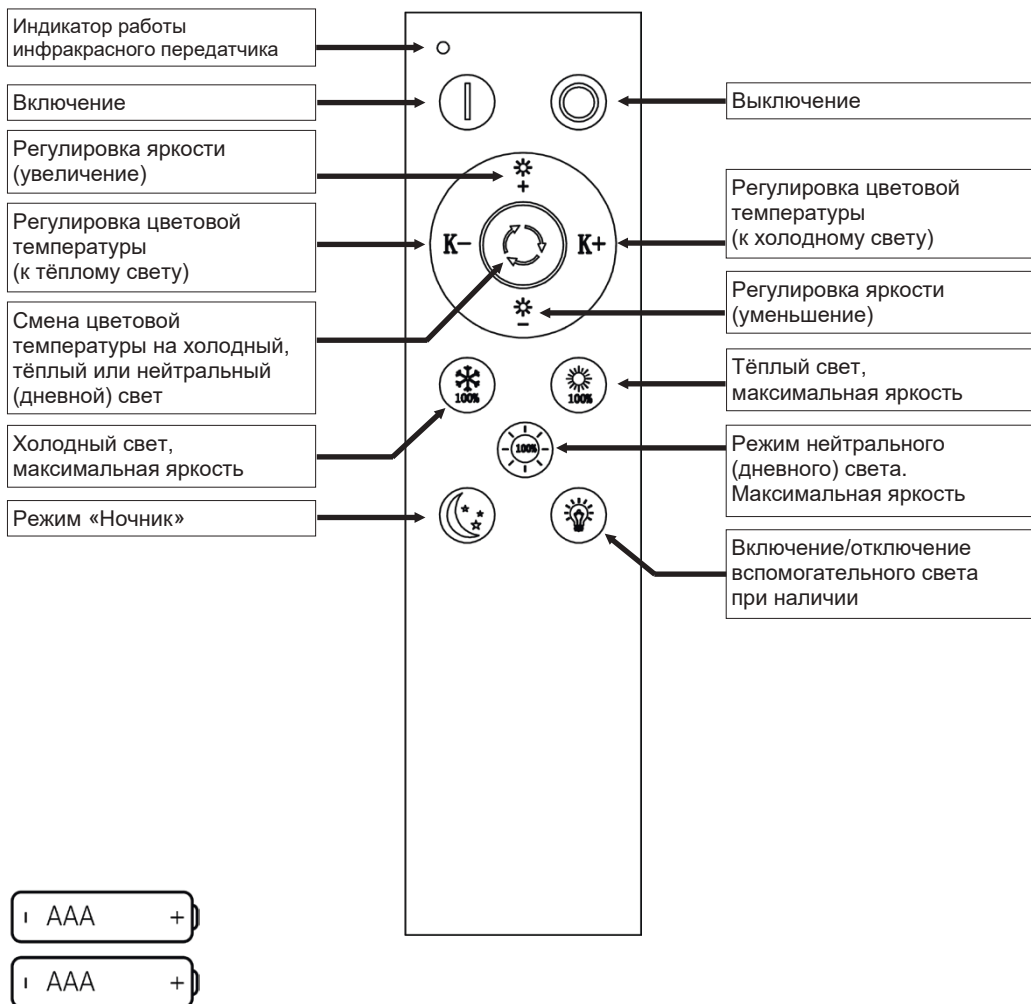 Индикатор работы
инфракрасного передатчика
Включение
Регулировка яркости
(увеличение)
Регулировка цветовой
температуры
(к тёплому свету)
Смена цветовой
температуры на холодный,
тёплый или нейтральный
(дневной) свет
Холодный свет,
максимальная яркость
Режим «Ночник»
+
K−
K+
−
100%
100%
100%
Выключение
Регулировка цветовой
температуры
(к холодному свету)
Регулировка яркости
(уменьшение)
Тёплый свет,
максимальная яркость
Режим нейтрального
(дневного) света.
Максимальная яркость
Включение/отключение
вспомогательного света
при наличии
- AAA +
- AAA +